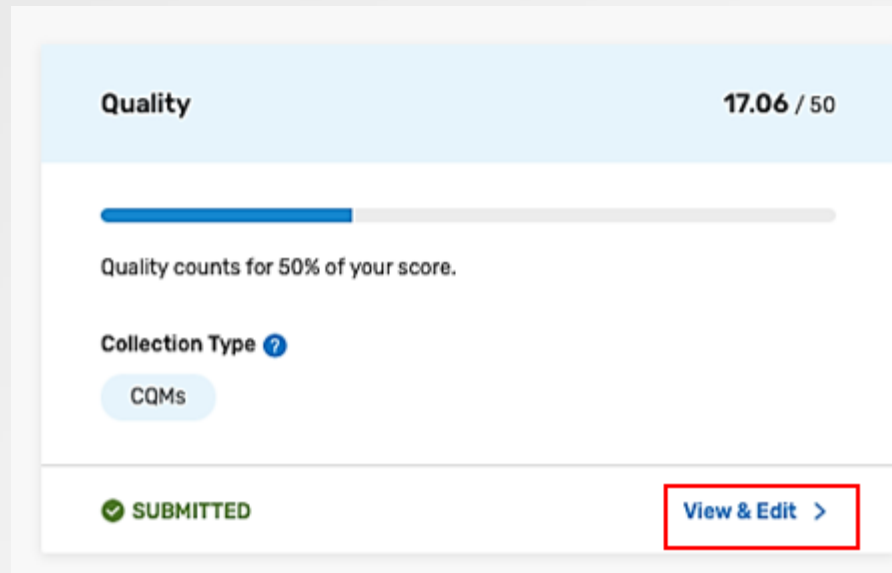 Quality 17.06 / 50
Quality counts for 50% of your score.
Collection Type ?
CQMs
SUBMITTED View & Edit >